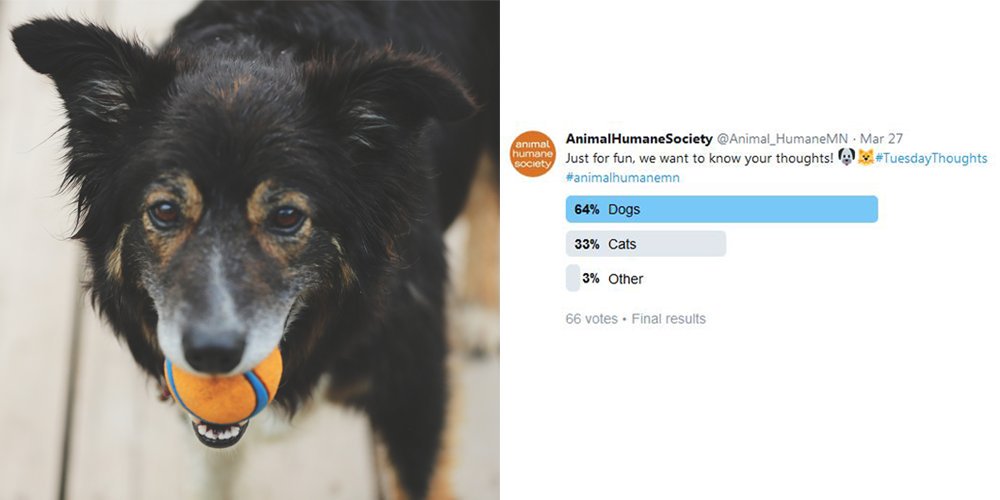 animal
humane
society
AnimalHumaneSociety @Animal_HumaneMN · Mar 27
Just for fun, we want to know your thoughts! 🐶 🐱 #TuesdayThoughts
#animalhumanemn
64% Dogs
33% Cats
3% Other
66 votes • Final results